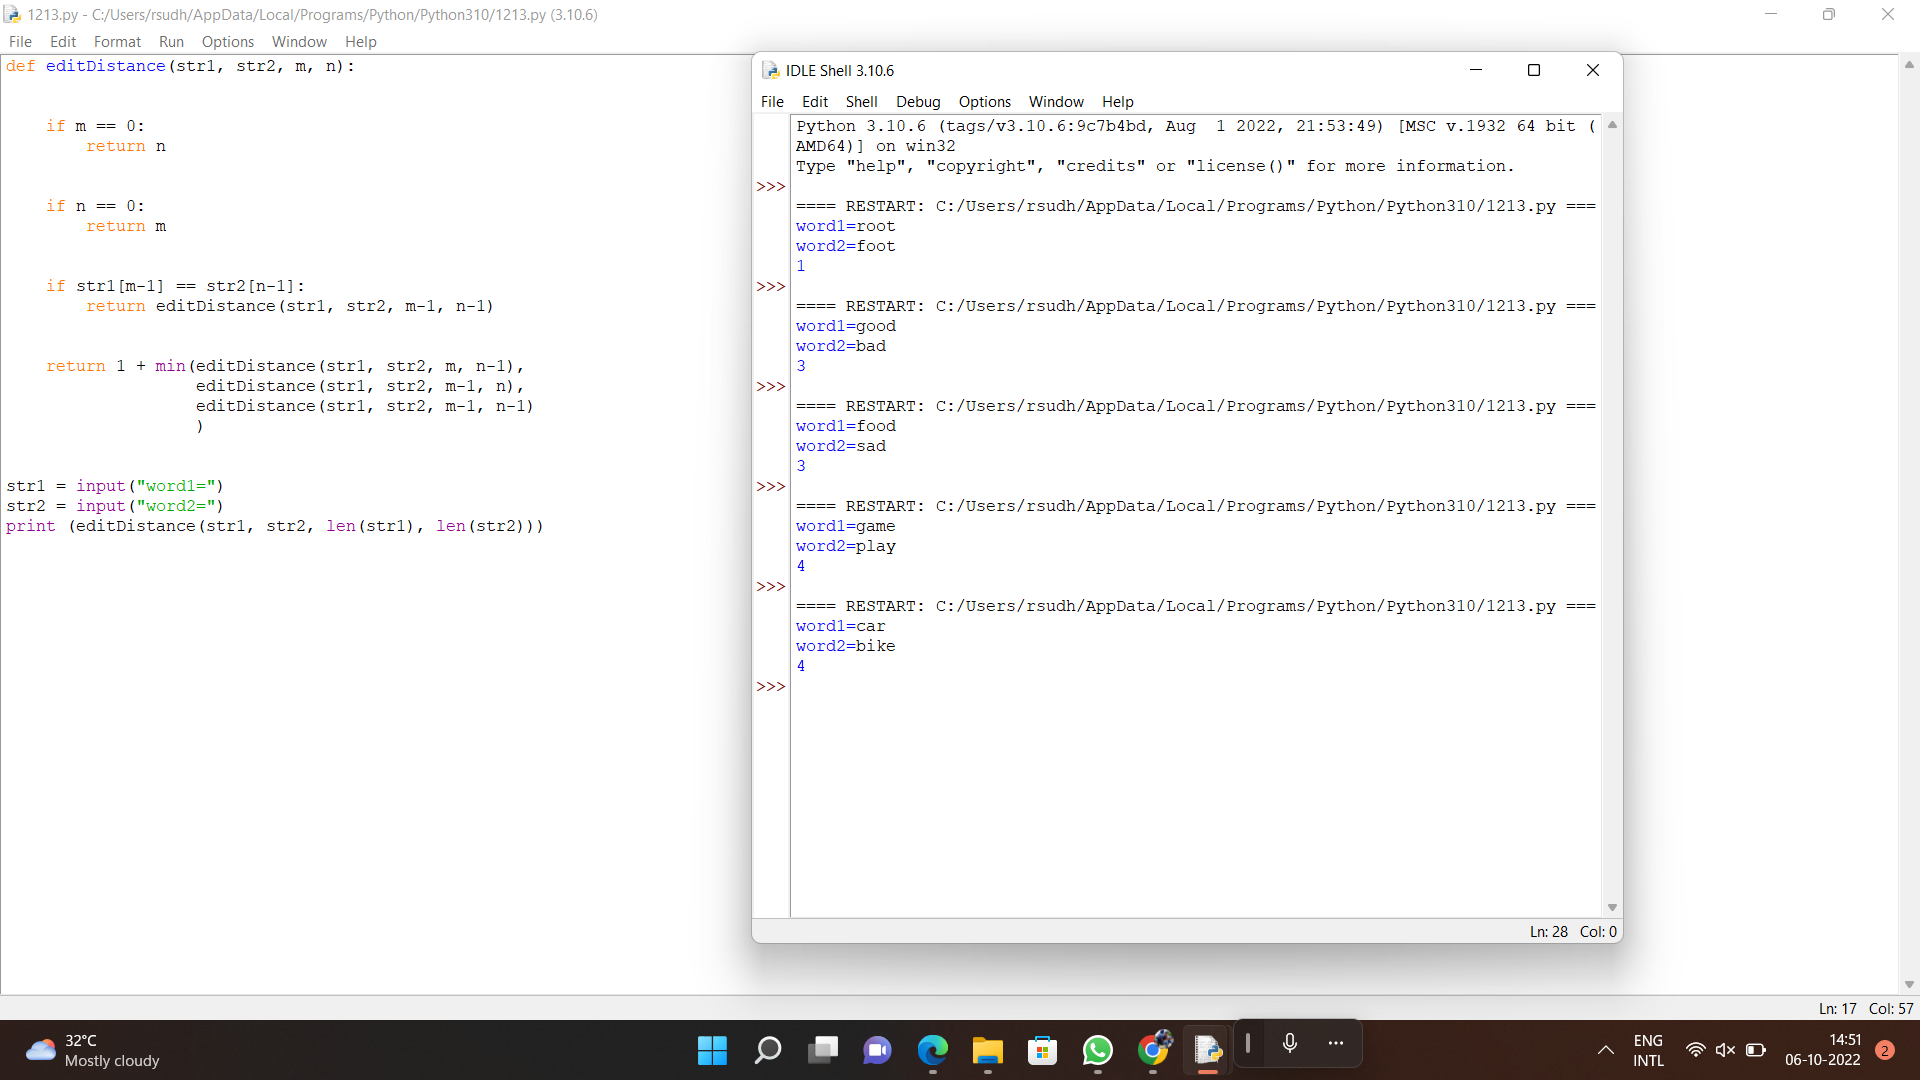 1213.py - C:/Users/rsudh/AppData/Local/Programs/Python/Python310/1213.py (3.10.6)
File Edit Format Run Options Window Help
def editDistance(str1, str2, m, n):
    if m == 0:
        return n
    if n == 0:
        return m
    if str1[m-1] == str2[n-1]:
        return editDistance(str1, str2, m-1, n-1)
    return 1 + min(editDistance(str1, str2, m, n-1),
                   editDistance(str1, str2, m-1, n),
                   editDistance(str1, str2, m-1, n-1)
                   )
str1 = input("word1=")
str2 = input("word2=")
print (editDistance(str1, str2, len(str1), len(str2)))
IDLE Shell 3.10.6
File Edit Shell Debug Options Window Help
Python 3.10.6 (tags/v3.10.6:9c7b4bd, Aug  1 2022, 21:53:49) [MSC v.1932 64 bit (
AMD64)] on win32
Type "help", "copyright", "credits" or "license()" for more information.
>>>
==== RESTART: C:/Users/rsudh/AppData/Local/Programs/Python/Python310/1213.py ===
word1=root
word2=foot
1
>>>
==== RESTART: C:/Users/rsudh/AppData/Local/Programs/Python/Python310/1213.py ===
word1=good
word2=bad
3
>>>
==== RESTART: C:/Users/rsudh/AppData/Local/Programs/Python/Python310/1213.py ===
word1=food
word2=sad
3
>>>
==== RESTART: C:/Users/rsudh/AppData/Local/Programs/Python/Python310/1213.py ===
word1=game
word2=play
4
>>>
==== RESTART: C:/Users/rsudh/AppData/Local/Programs/Python/Python310/1213.py ===
word1=car
word2=bike
4
>>>
Ln: 28 Col: 0
Ln: 17 Col: 57
32°C
Mostly cloudy
ENG
INTL
14:51
06-10-2022
2